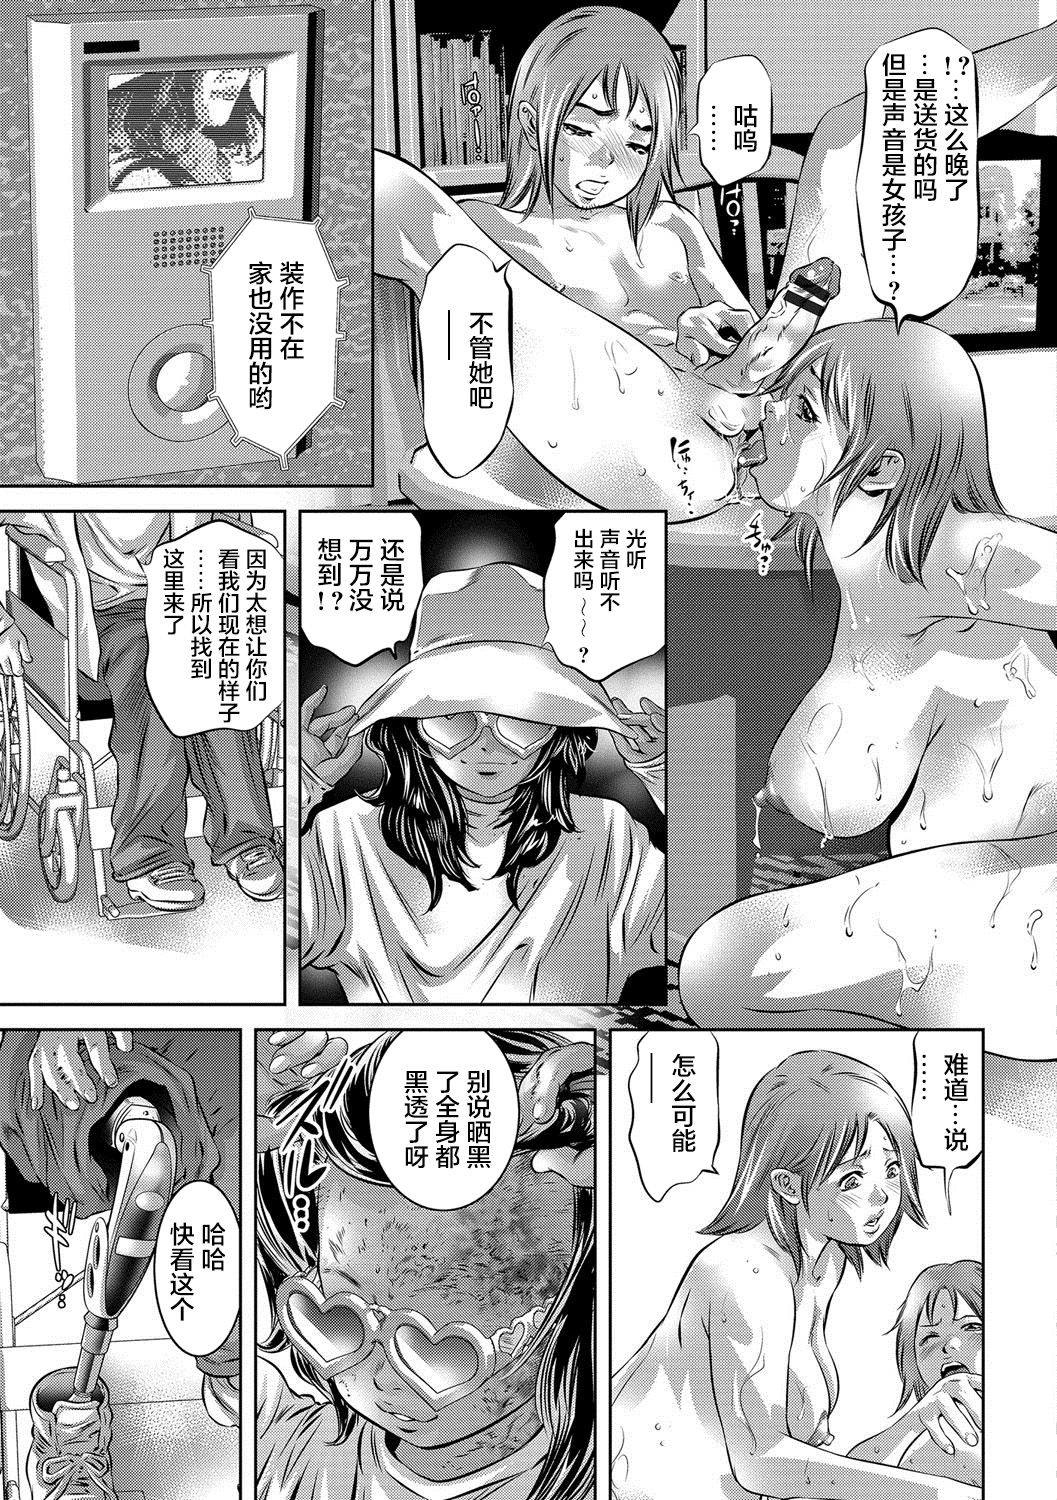 !?…这么晚了
…是送货的吗
但是声音是女孩子…?
咕呜
……
不管她吧
——
装作不在
家也没用的哟
光听
声音听不
出来吗～～?
还是说
万万没
想到!?
因为太想让你们
看我们现在的样子
……所以找到
这里来了
难道…说
……
怎么可能
——
别说晒黑
了全身都
黑透了呀
哈哈
快看这个